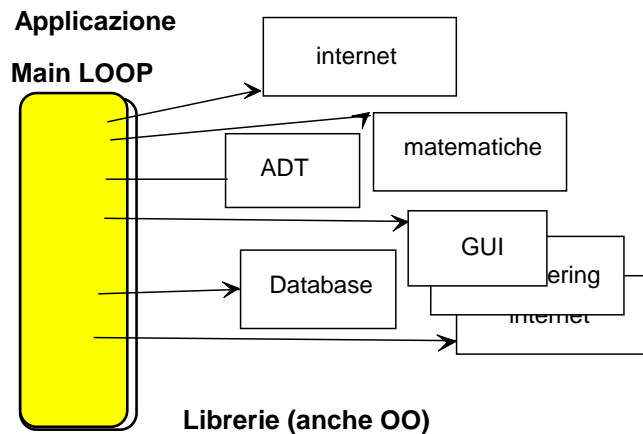 Applicazione
internet
Main LOOP
matematiche
ADT
GUI
ering
Database
internet
Librerie (anche OO)